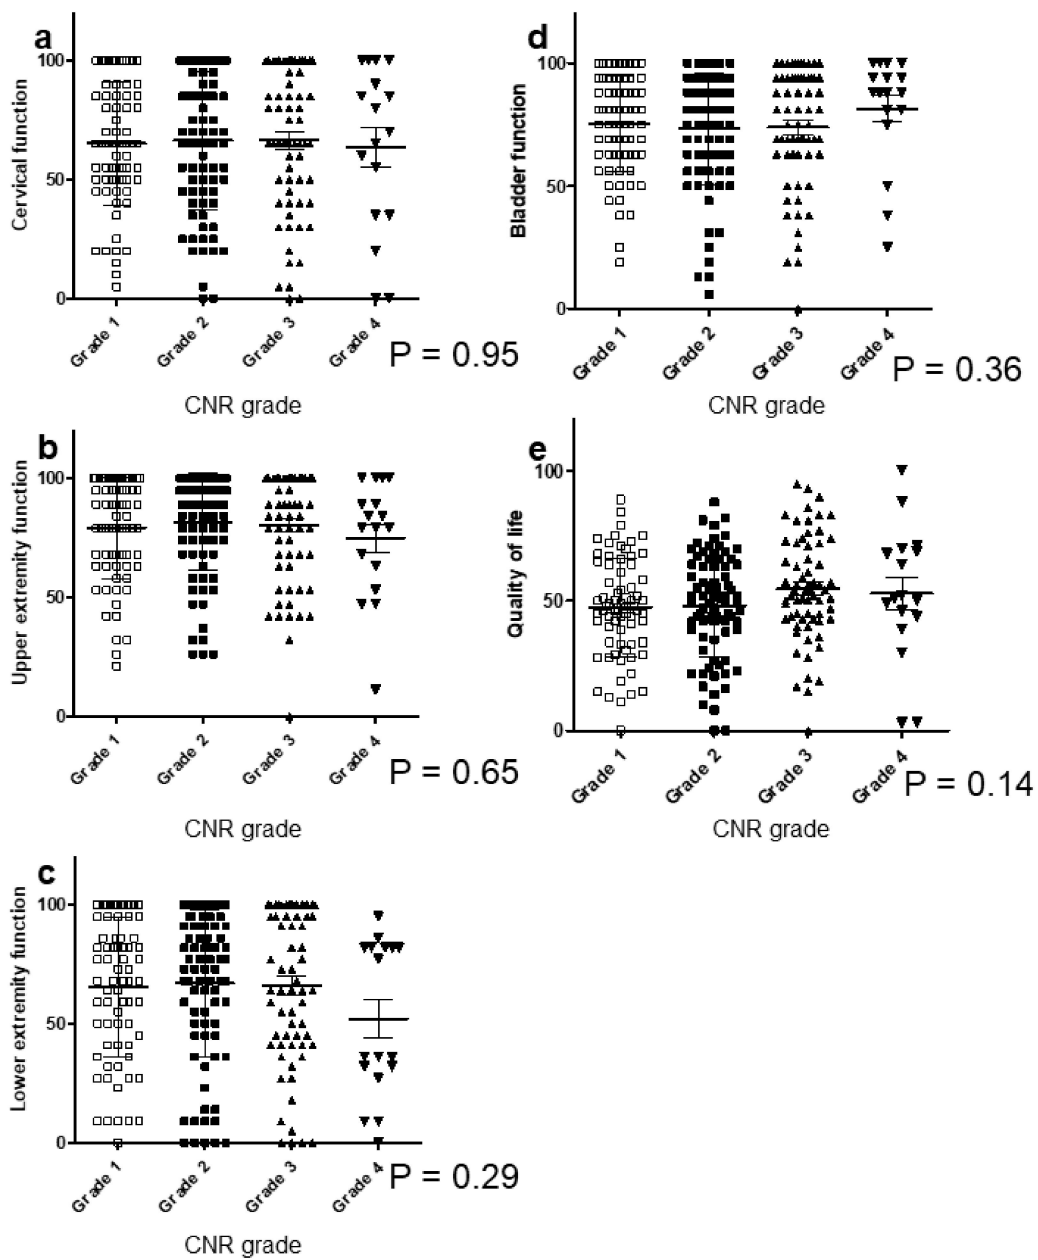 a
Cervical function
100
50
0
Grade 1
Grade 2
Grade 3
Grade 4
P = 0.95
CNR grade
b
Upper extremity function
100
50
0
Grade 1
Grade 2
Grade 3
Grade 4
P = 0.65
CNR grade
c
Lower extremity function
100
50
0
Grade 1
Grade 2
Grade 3
Grade 4
P = 0.29
CNR grade
d
Bladder function
100
50
0
Grade 1
Grade 2
Grade 3
Grade 4
P = 0.36
CNR grade
e
Quality of life
100
50
0
Grade 1
Grade 2
Grade 3
Grade 4
P = 0.14
CNR grade